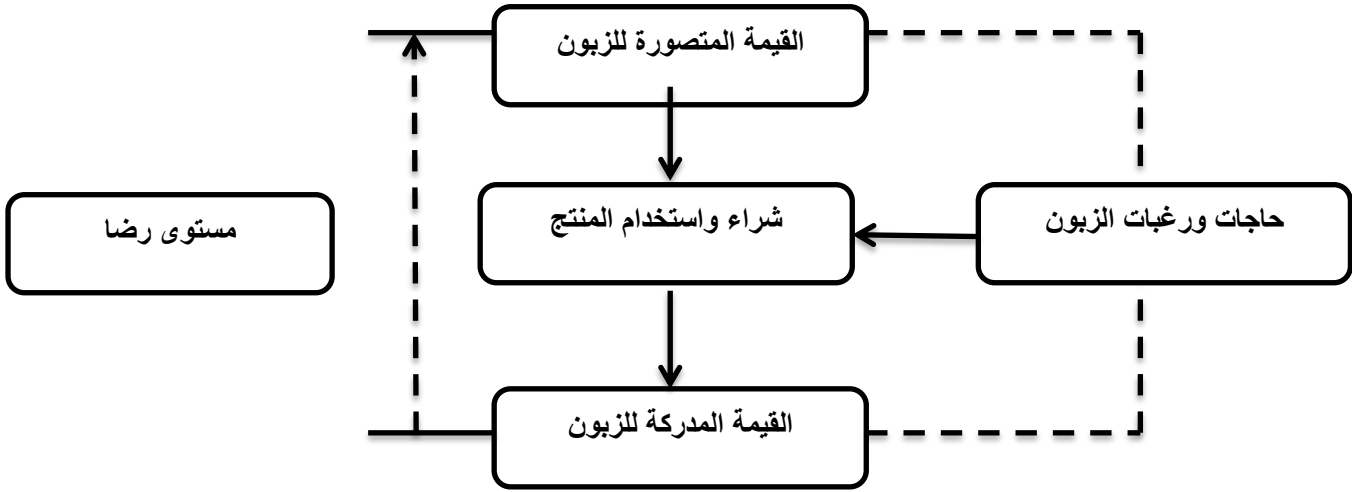 القيمة المتصورة للزبون
حاجات ورغبات الزبون
شراء واستخدام المنتج
مستوى رضا
القيمة المدركة للزبون